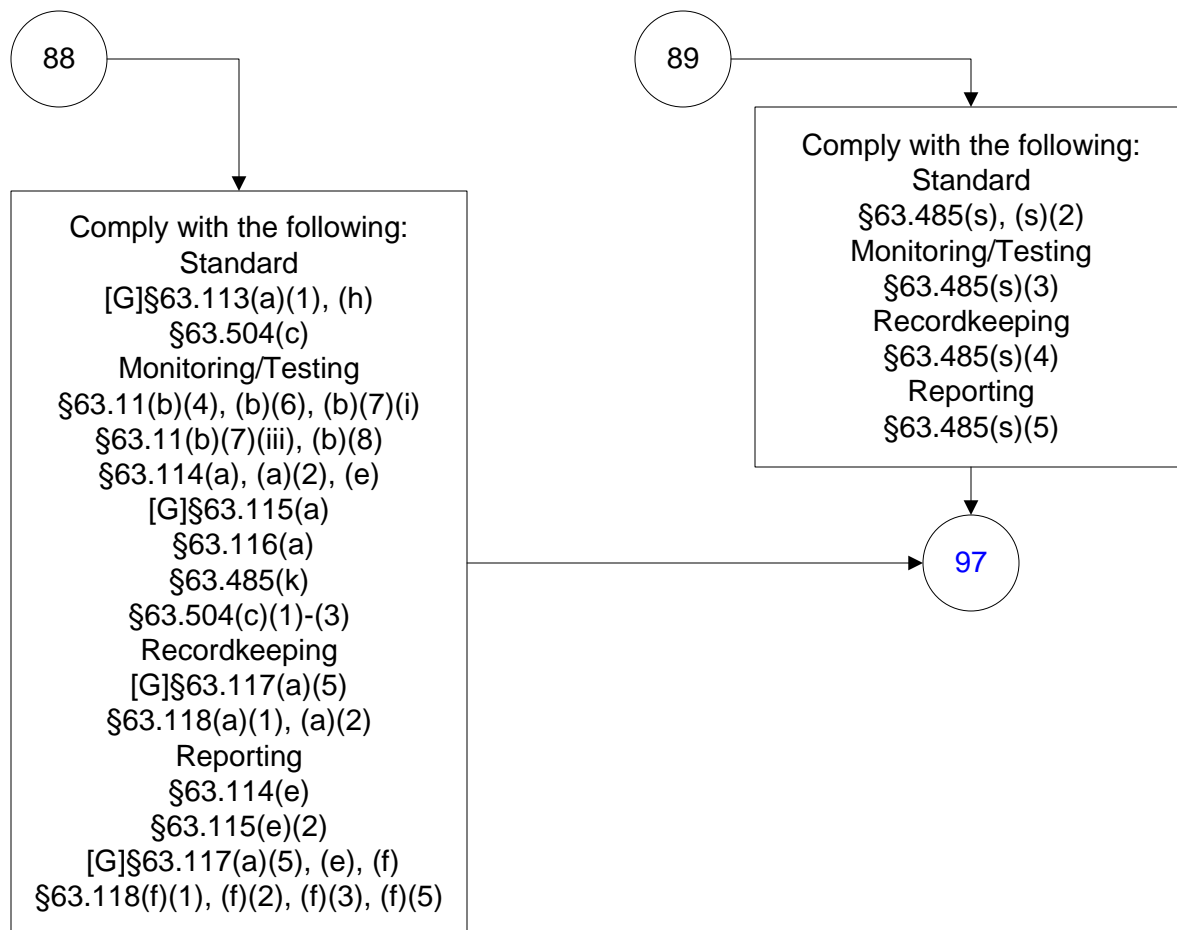 88
Comply with the following:
Standard
[G]§63.113(a)(1), (h)
§63.504(c)
Monitoring/Testing
§63.11(b)(4), (b)(6), (b)(7)(i)
§63.11(b)(7)(iii), (b)(8)
§63.114(a), (a)(2), (e)
[G]§63.115(a)
§63.116(a)
§63.485(k)
§63.504(c)(1)-(3)
Recordkeeping
[G]§63.117(a)(5)
§63.118(a)(1), (a)(2)
Reporting
§63.114(e)
§63.115(e)(2)
[G]§63.117(a)(5), (e), (f)
§63.118(f)(1), (f)(2), (f)(3), (f)(5)
89
Comply with the following:
Standard
§63.485(s), (s)(2)
Monitoring/Testing
§63.485(s)(3)
Recordkeeping
§63.485(s)(4)
Reporting
§63.485(s)(5)
97